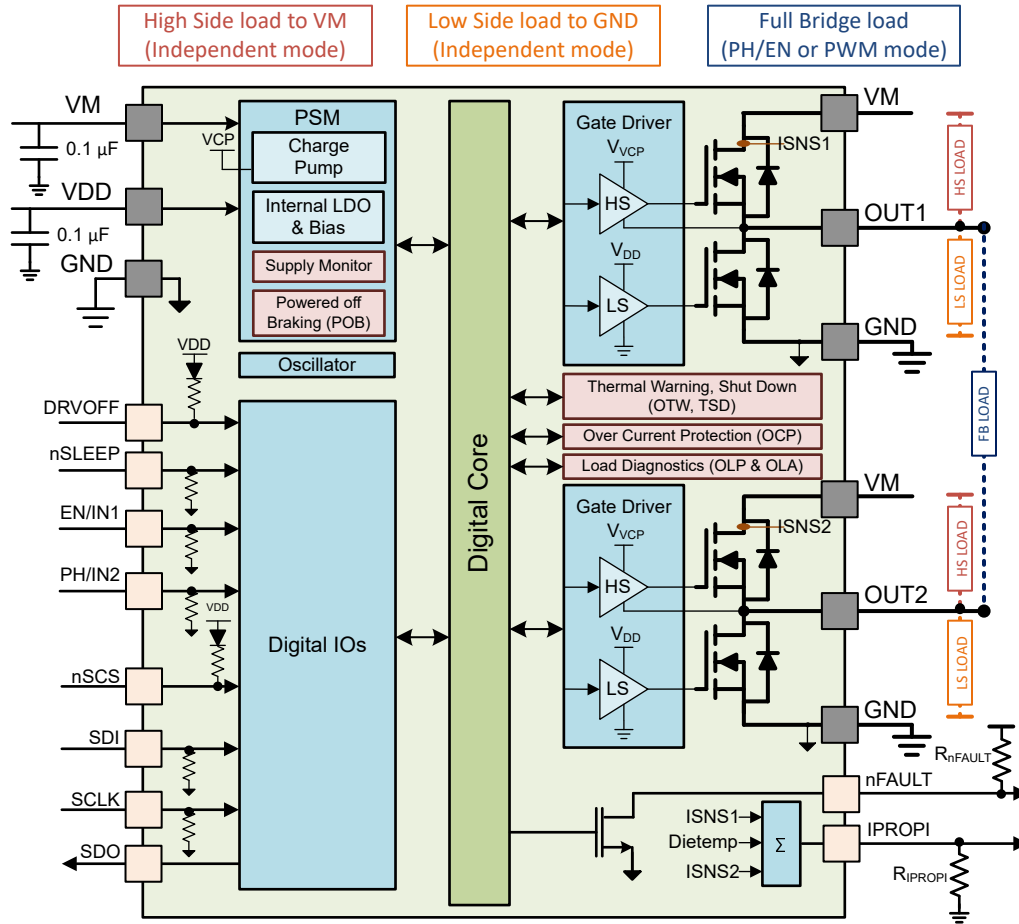 High Side load to VM
(Independent mode)
Low Side load to GND
(Independent mode)
Full Bridge load
(PH/EN or PWM mode)
VM
0.1 µF
VDD
0.1 µF
GND
PSM
VCP
Charge
Pump
Internal LDO
& Bias
Supply Monitor
Powered off
Braking (POB)
Oscillator
VDD
DRVOFF
nSLEEP
EN/IN1
PH/IN2
VDD
nSCS
SDI
SCLK
SDO
Digital IOs
Digital Core
Gate Driver
VVCP
HS
VDD
LS
ISNS1
VM
OUT1
GND
HS LOAD
LS LOAD
FB LOAD
Thermal Warning, Shut Down
(OTW, TSD)
Over Current Protection (OCP)
Load Diagnostics (OLP & OLA)
Gate Driver
VVCP
HS
VDD
LS
ISNS2
VM
OUT2
GND
HS LOAD
LS LOAD
RnFAULT
nFAULT
ISNS1
Dietemp
ISNS2
Σ
IPROPI
RIPROPI